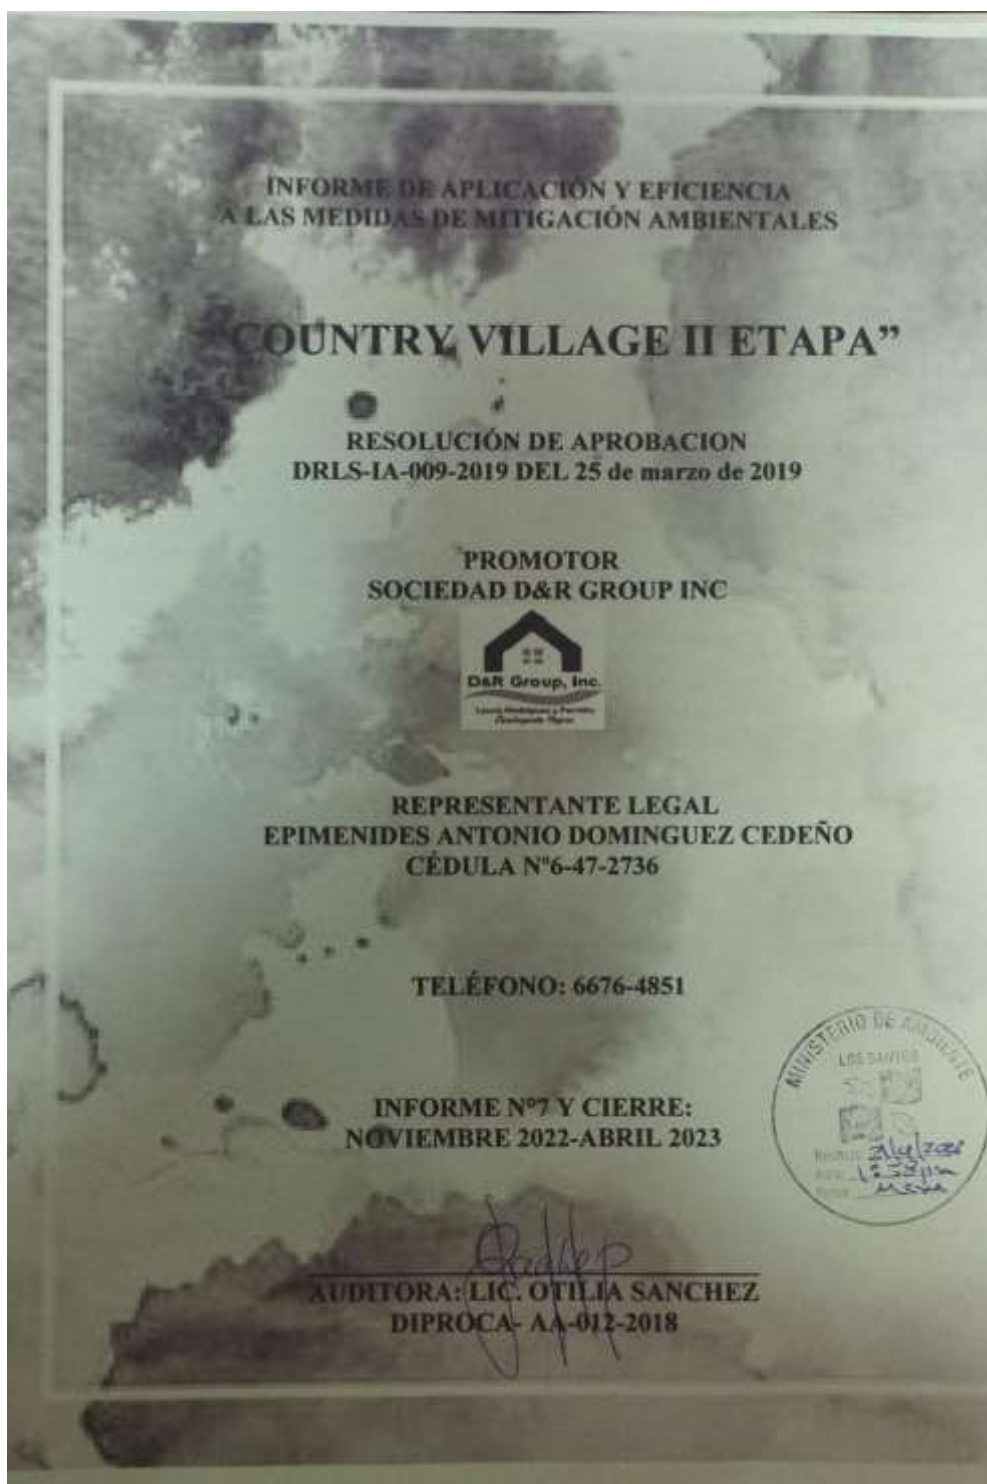 INFORME DE APLICACIÓN Y EFICIENCIA
A LAS MEDIDAS DE MITIGACIÓN AMBIENTALES
"COUNTRY VILLAGE II ETAPA”
RESOLUCIÓN DE APROBACION
DRLS-IA-009-2019 DEL 25 de marzo de 2019
PROMOTOR
SOCIEDAD D&R GROUP INC
D&R Group, Inc.
REPRESENTANTE LEGAL
EPIMENIDES ANTONIO DOMINGUEZ CEDEÑO
CÉDULA Nº6-47-2736
TELÉFONO: 6676-4851
MINISTERIO DE AMBIENTE
LOS SANTOS
INFORME Nº7 Y CIERRE:
NOVIEMBRE 2022-ABRIL 2023
AUDITORA: LIC. OTILIA SANCHEZ
DIPROCA- AA-012-2018